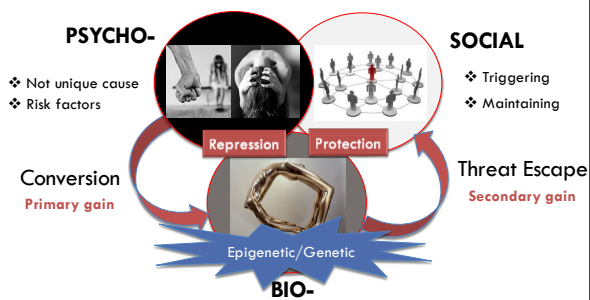 PSYCHO-
❖ Not unique cause
❖ Risk factors
SOCIAL
❖ Triggering
❖ Maintaining
Repression
Protection
Conversion
Primary gain
Threat Escape
Secondary gain
Epigenetic/Genetic
BIO-